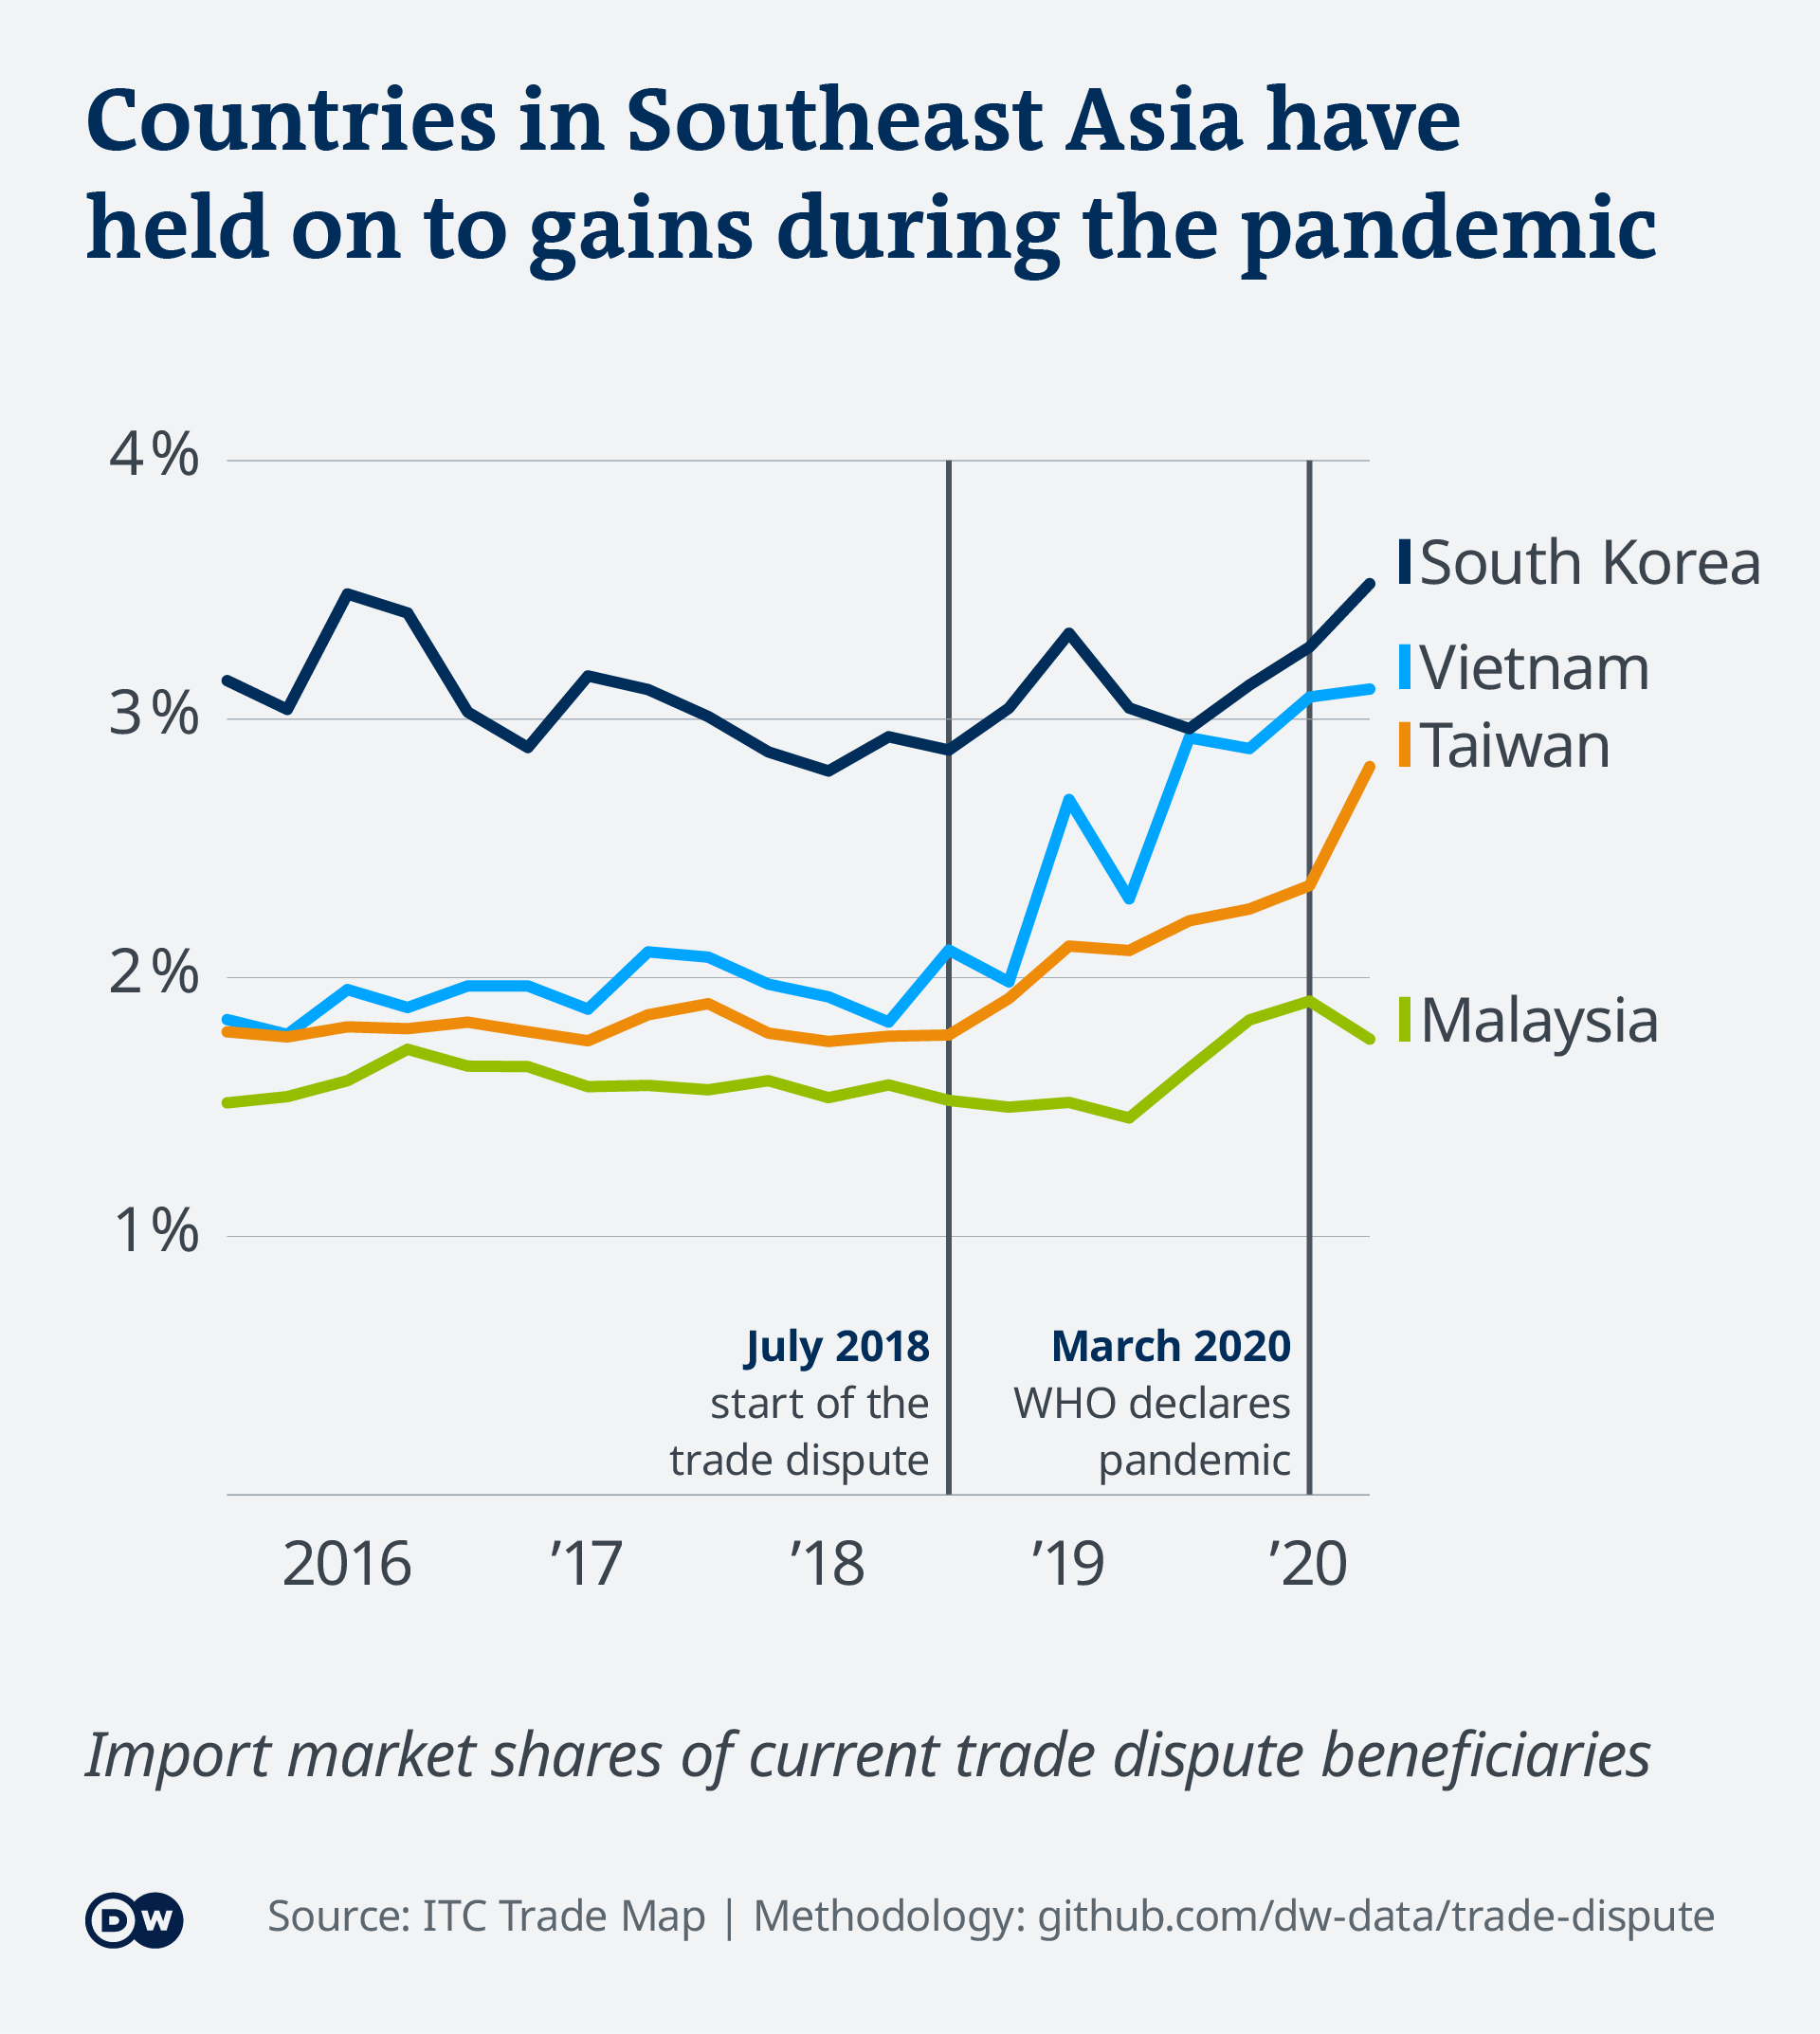 Countries in Southeast Asia have
held on to gains during the pandemic
4 %
3 %
2 %
1 %
South Korea
Vietnam
Taiwan
Malaysia
July 2018
start of the
trade dispute
March 2020
WHO declares
pandemic
2016 ’17 ’18 ’19 ’20
Import market shares of current trade dispute beneficiaries
DW Source: ITC Trade Map | Methodology: github.com/dw-data/trade-dispute